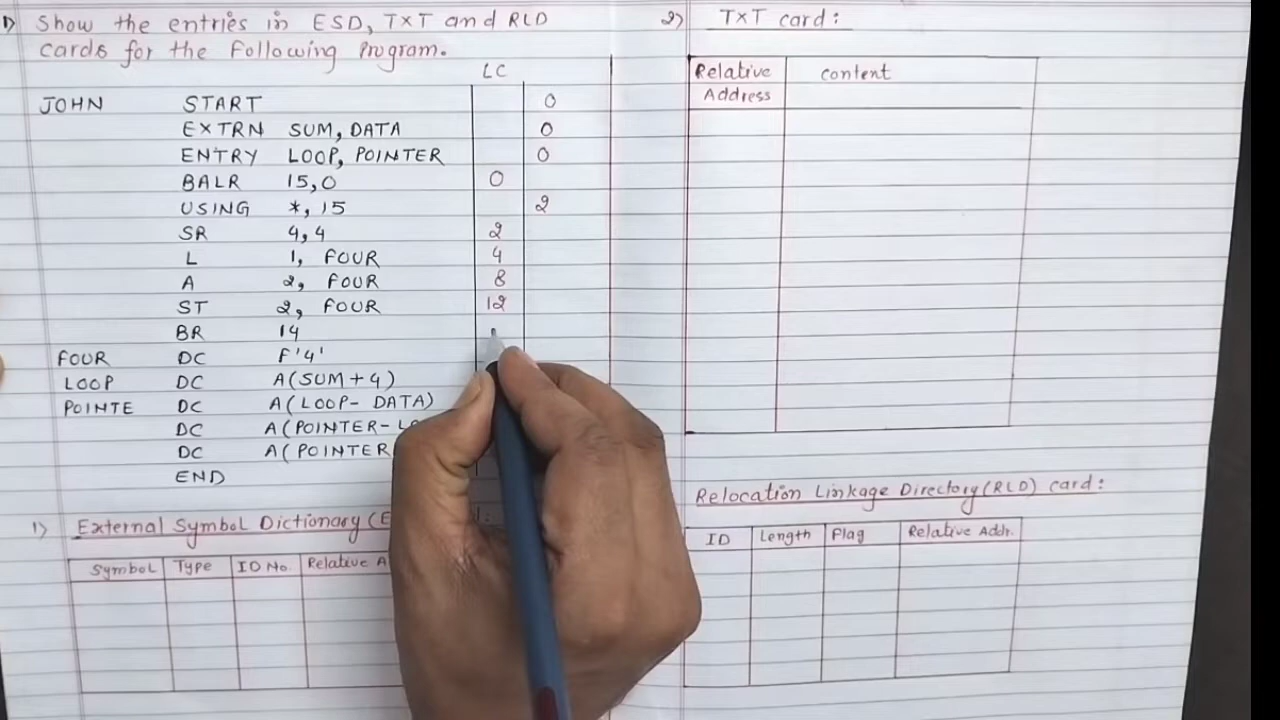 1) Show the entries in ESD, TXT and RLD
cards for the Following Program.
LC
JOHN START 0
EXTRN SUM, DATA 0
ENTRY LOOP, POINTER 0
BALR 15,0 0
USING *, 15 2
SR 4,4 2
L 1, FOUR 4
A 2, FOUR 8
ST 2, FOUR 12
BR 14
FOUR DC F'4'
LOOP DC A(SUM+4)
POINTE DC A(LOOP- DATA)
DC A(POINTER-
DC A(POINTER
END
1) External Symbol Dictionary
Symbol Type ID No. Relative
2) TXT card:
Relative Address content
Relocation Linkage Directory(RLD) card:
ID Length Flag Relative Addr.